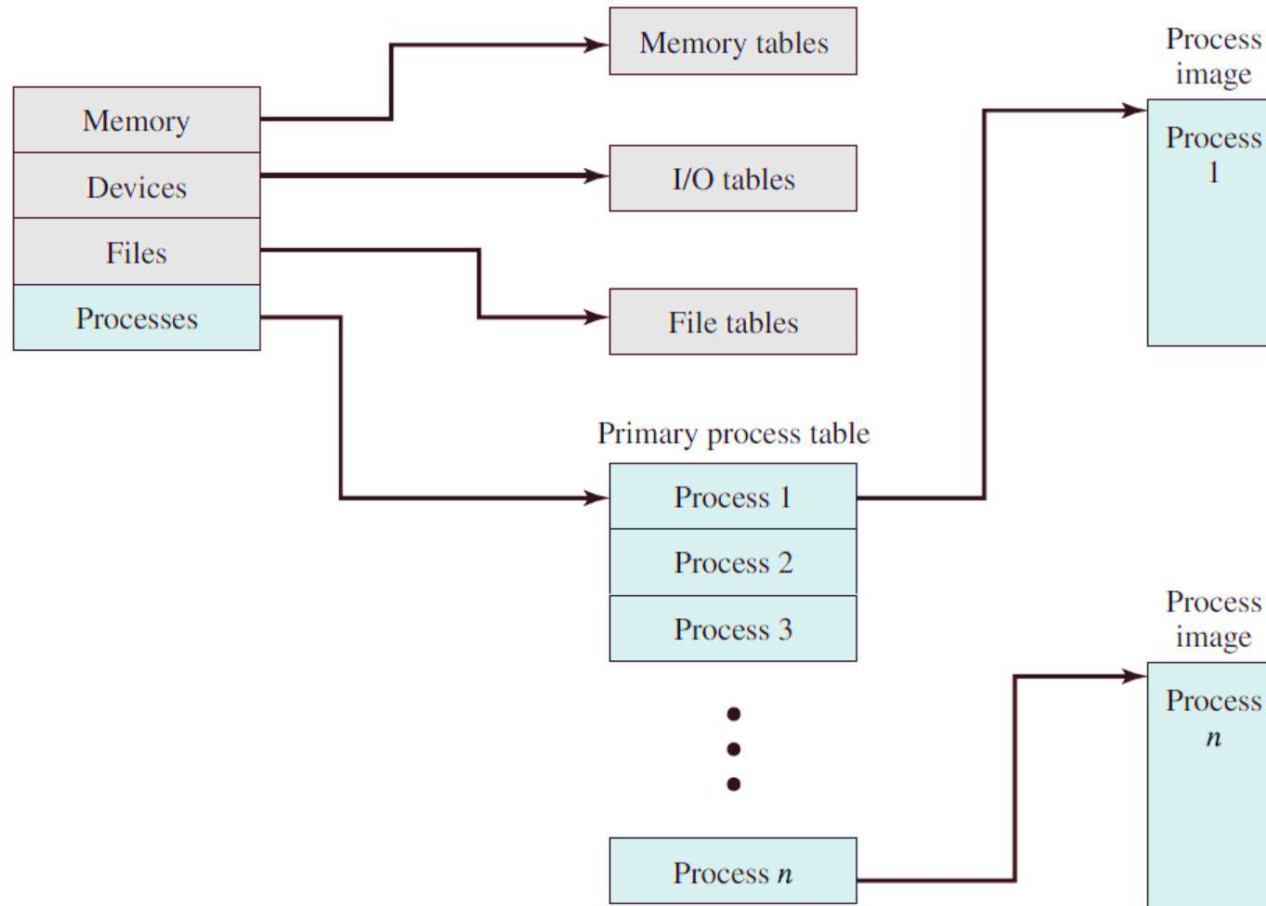 Memory
Devices
Files
Processes
Memory tables
I/O tables
File tables
Primary process table
Process 1
Process 2
Process 3
Process n
Process
image
Process
1
Process
image
Process
n